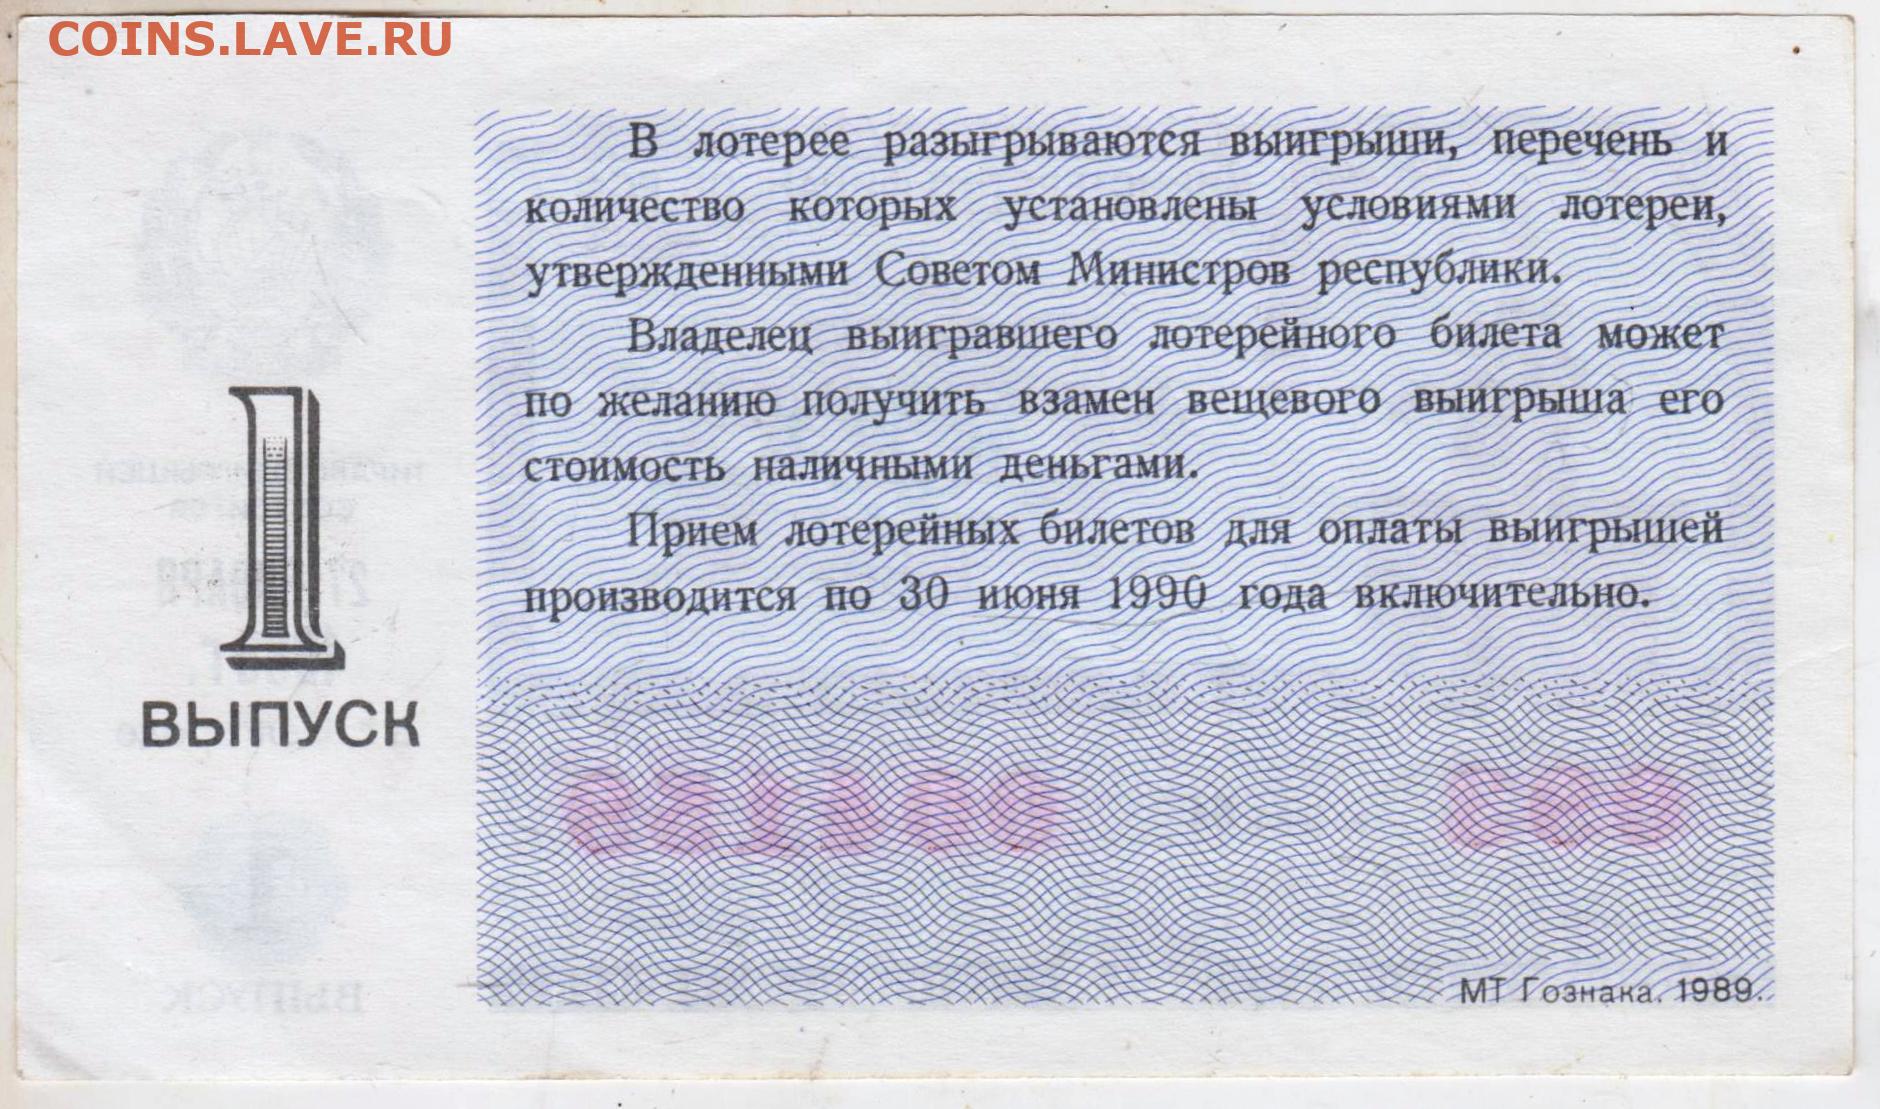 COINS.LAVE.RU
В лотерее разыгрываются выигрыши, перечень и
количество которых установлены условиями лотереи,
утвержденными Советом Министров республики.
Владелец выигравшего лотерейного билета может
по желанию получить взамен вещевого выигрыша его
стоимость наличными деньгами.
Прием лотерейных билетов для оплаты выигрышей
производится по 30 июня 1990 года включительно.
1
ВЫПУСК
1
ВЫПУСК
МТ Гознака. 1989.